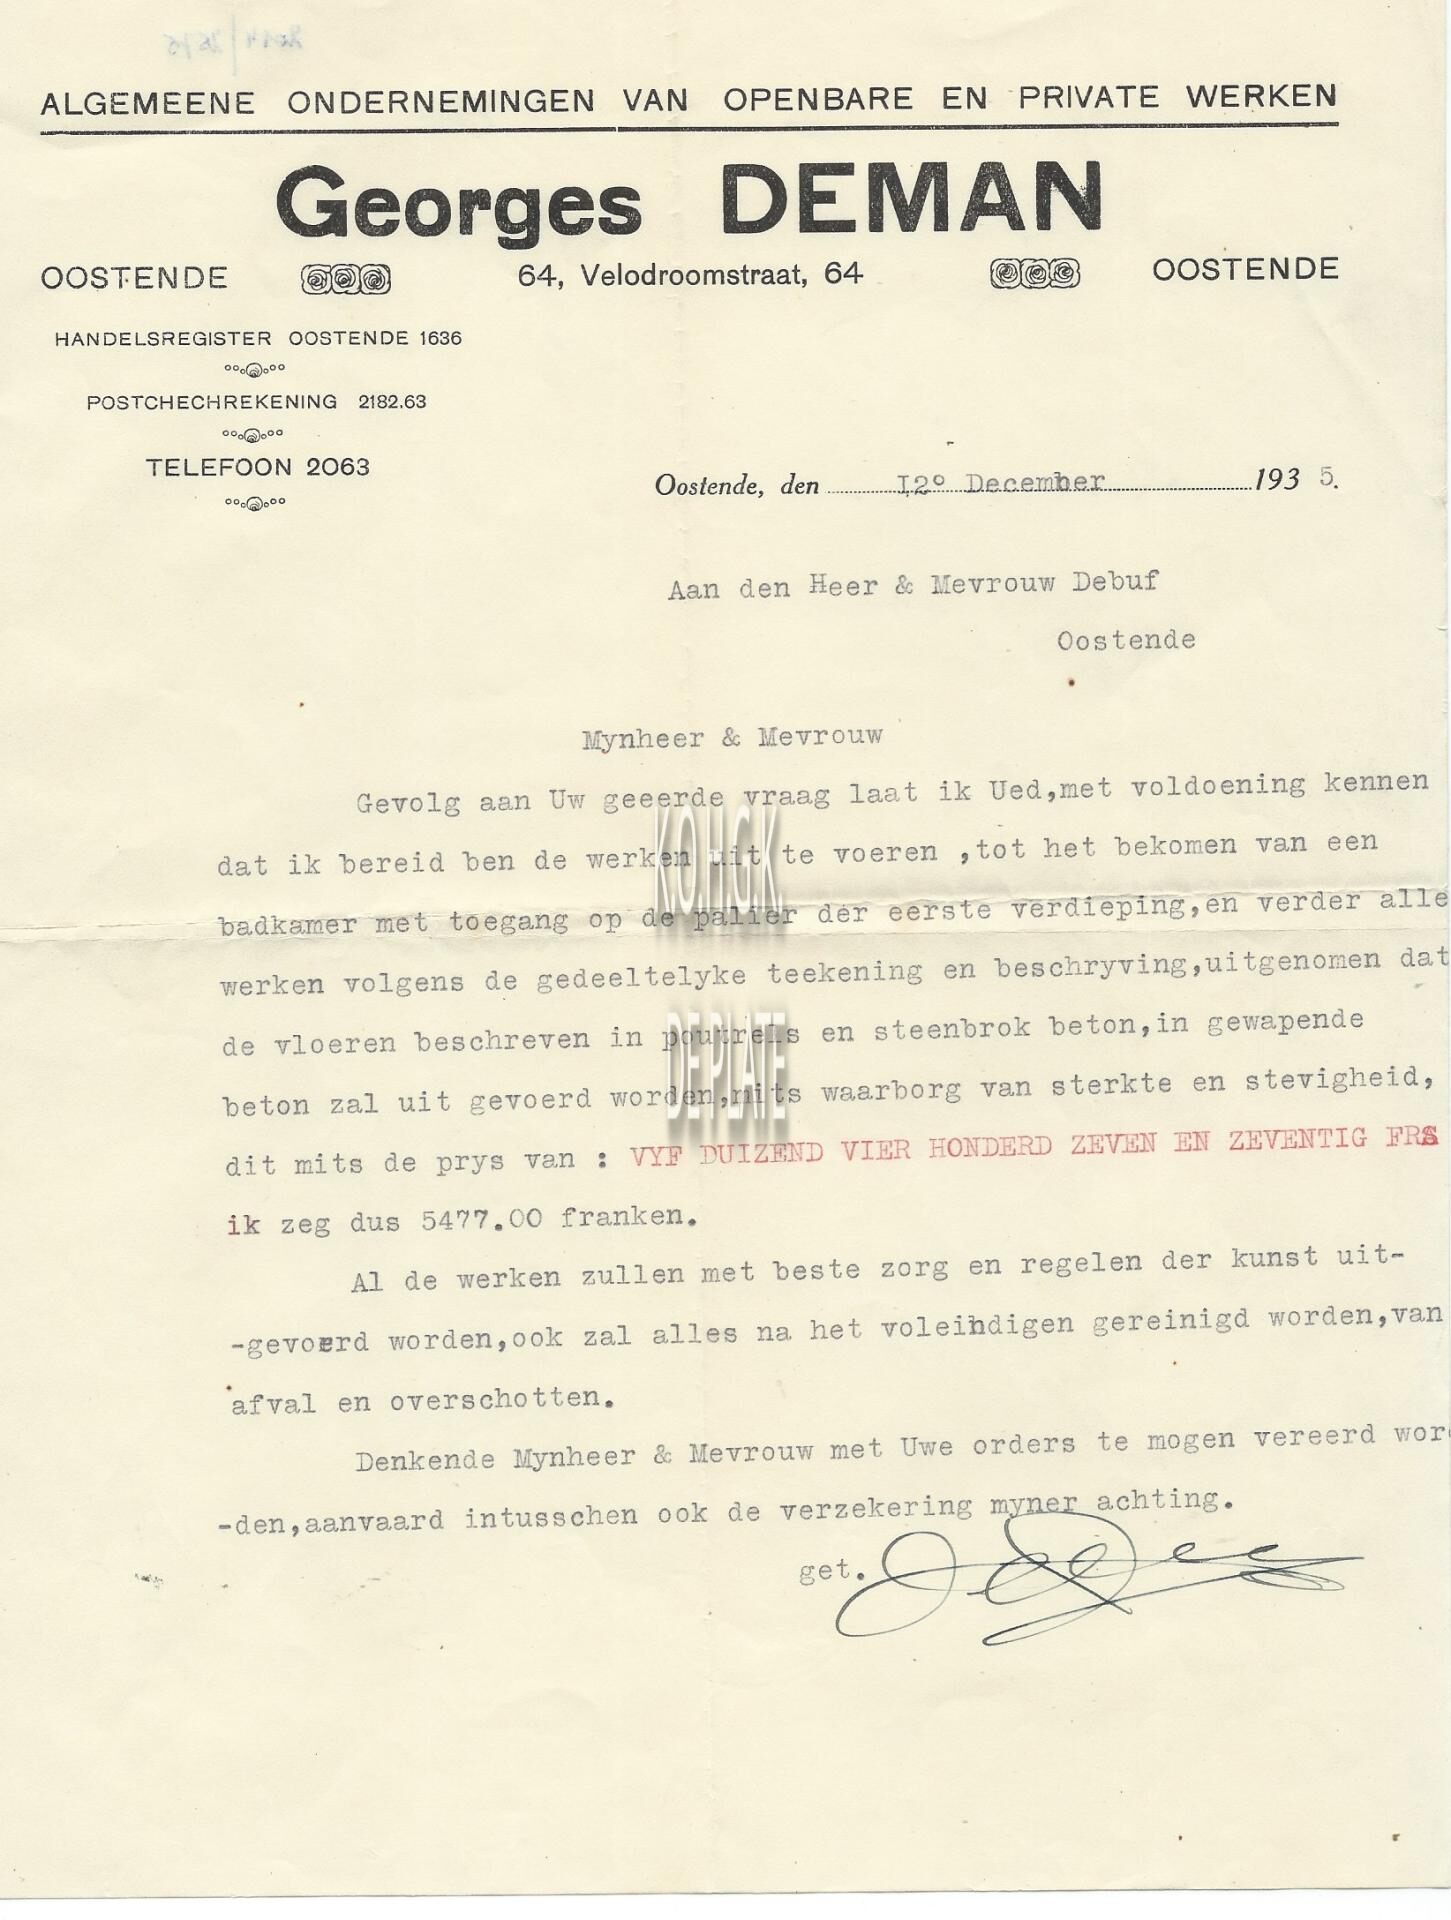 ALGEMEENE ONDERNEMINGEN VAN OPENBARE EN PRIVATE WERKEN
Georges DEMAN
OOSTENDE 64, Velodroomstraat, 64 OOSTENDE
HANDELSREGISTER OOSTENDE 1636
POSTCHECHREKENING 2182.63
TELEFOON 2063
Oostende, den 12° December 1935.
Aan den Heer & Mevrouw Debuf
Oostende
Mynheer & Mevrouw
Gevolg aan Uw geeerde vraag laat ik Ued,met voldoening kennen
dat ik bereid ben de werken uit te voeren ,tot het bekomen van een
badkamer met toegang op de palier der eerste verdieping,en verder alle
werken volgens de gedeeltelyke teekening en beschryving,uitgenomen dat
de vloeren beschreven in poutrels en steenbrok beton,in gewapende
beton zal uit gevoerd worden,mits waarborg van sterkte en stevigheid,
dit mits de prys van : VYF DUIZEND VIER HONDERD ZEVEN EN ZEVENTIG FRS
ik zeg dus 5477.00 franken.
Al de werken zullen met beste zorg en regelen der kunst uit-
-gevoerd worden,ook zal alles na het voleindigen gereinigd worden,van
afval en overschotten.
Denkende Mynheer & Mevrouw met Uwe orders te mogen vereerd wor
-den,aanvaard intusschen ook de verzekering myner achting.
get.
K.O.H.G.K.
DE PLATE